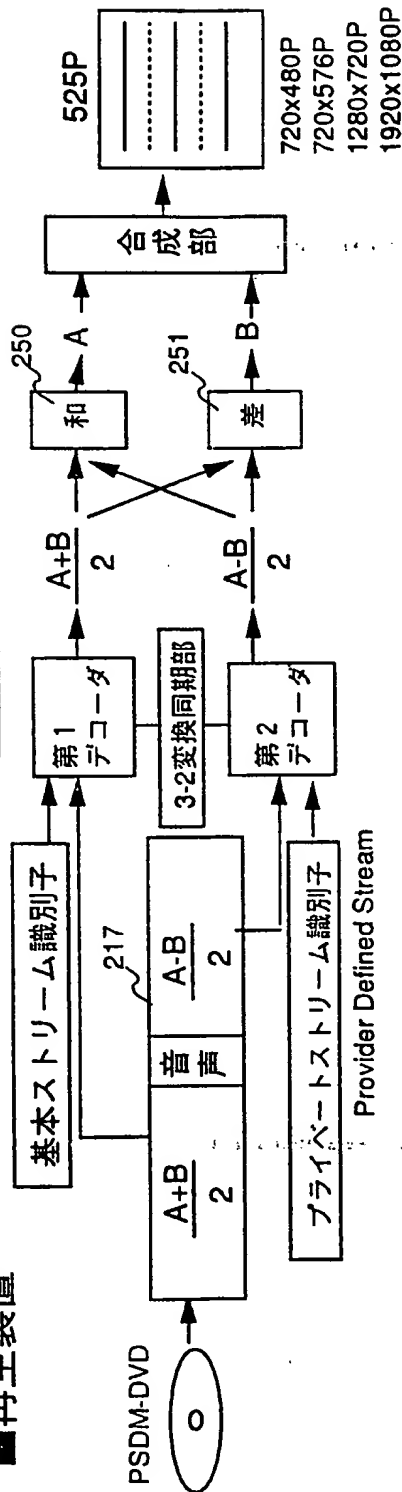 ■再生装置
PSDM-DVD
基本ストリーム識別子
217
A+B
2
音声
A-B
2
プライベートストリーム識別子
Provider Defined Stream
第1
デコーダ
3-2変換同期部
第2
デコーダ
A+B
2
A-B
2
250
和
A
251
差
B
合成部
525P
720x480P
720x576P
1280x720P
1920x1080P